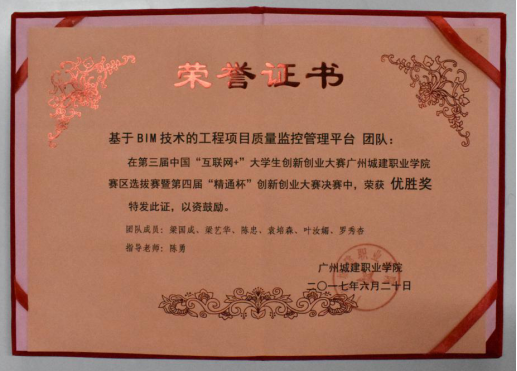 荣誉证书
基于BIM技术的工程项目质量监控管理平台 团队：
在第三届中国“互联网+”大学生创新创业大赛广州城建职业学院
赛区选拔赛暨第四届“精通杯”创新创业大赛决赛中，荣获 优胜奖
特发此证，以资鼓励。
团队成员：梁国成、梁艺华、陈忠、袁培森、叶汝嫦、罗秀杏
指导老师：陈勇
广州城建职业学院
二〇一七年六月二十日